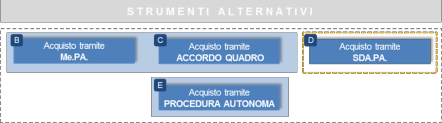 STRUMENTI ALTERNATIVI
B
Acquisto tramite
Me.PA.
C
Acquisto tramite
ACCORDO QUADRO
D
Acquisto tramite
SDA.PA.
E
Acquisto tramite
PROCEDURA AUTONOMA